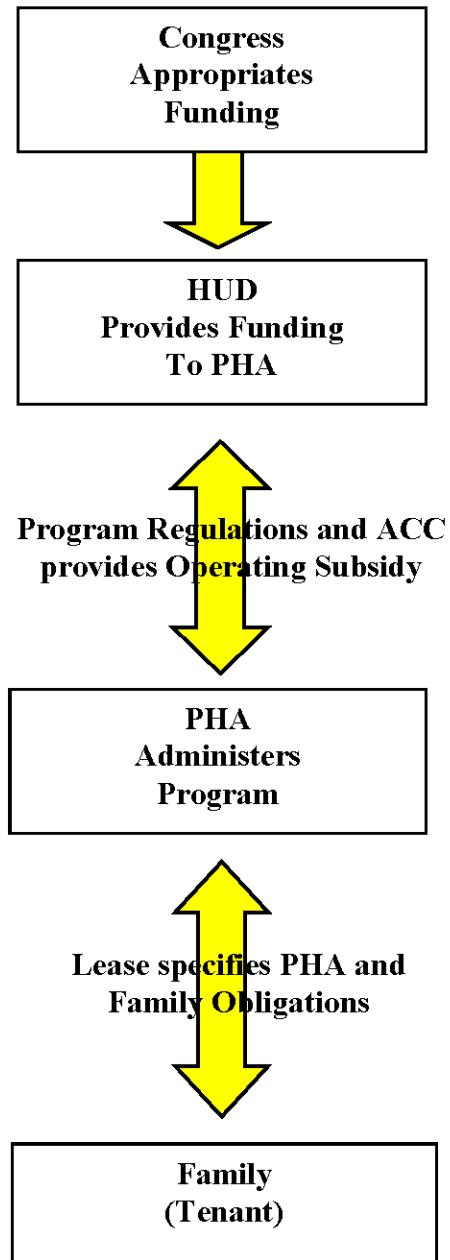 Congress
Appropriates
Funding
HUD
Provides Funding
To PHA
Program Regulations and ACC
provides Operating Subsidy
PHA
Administers
Program
Lease specifies PHA and
Family Obligations
Family
(Tenant)